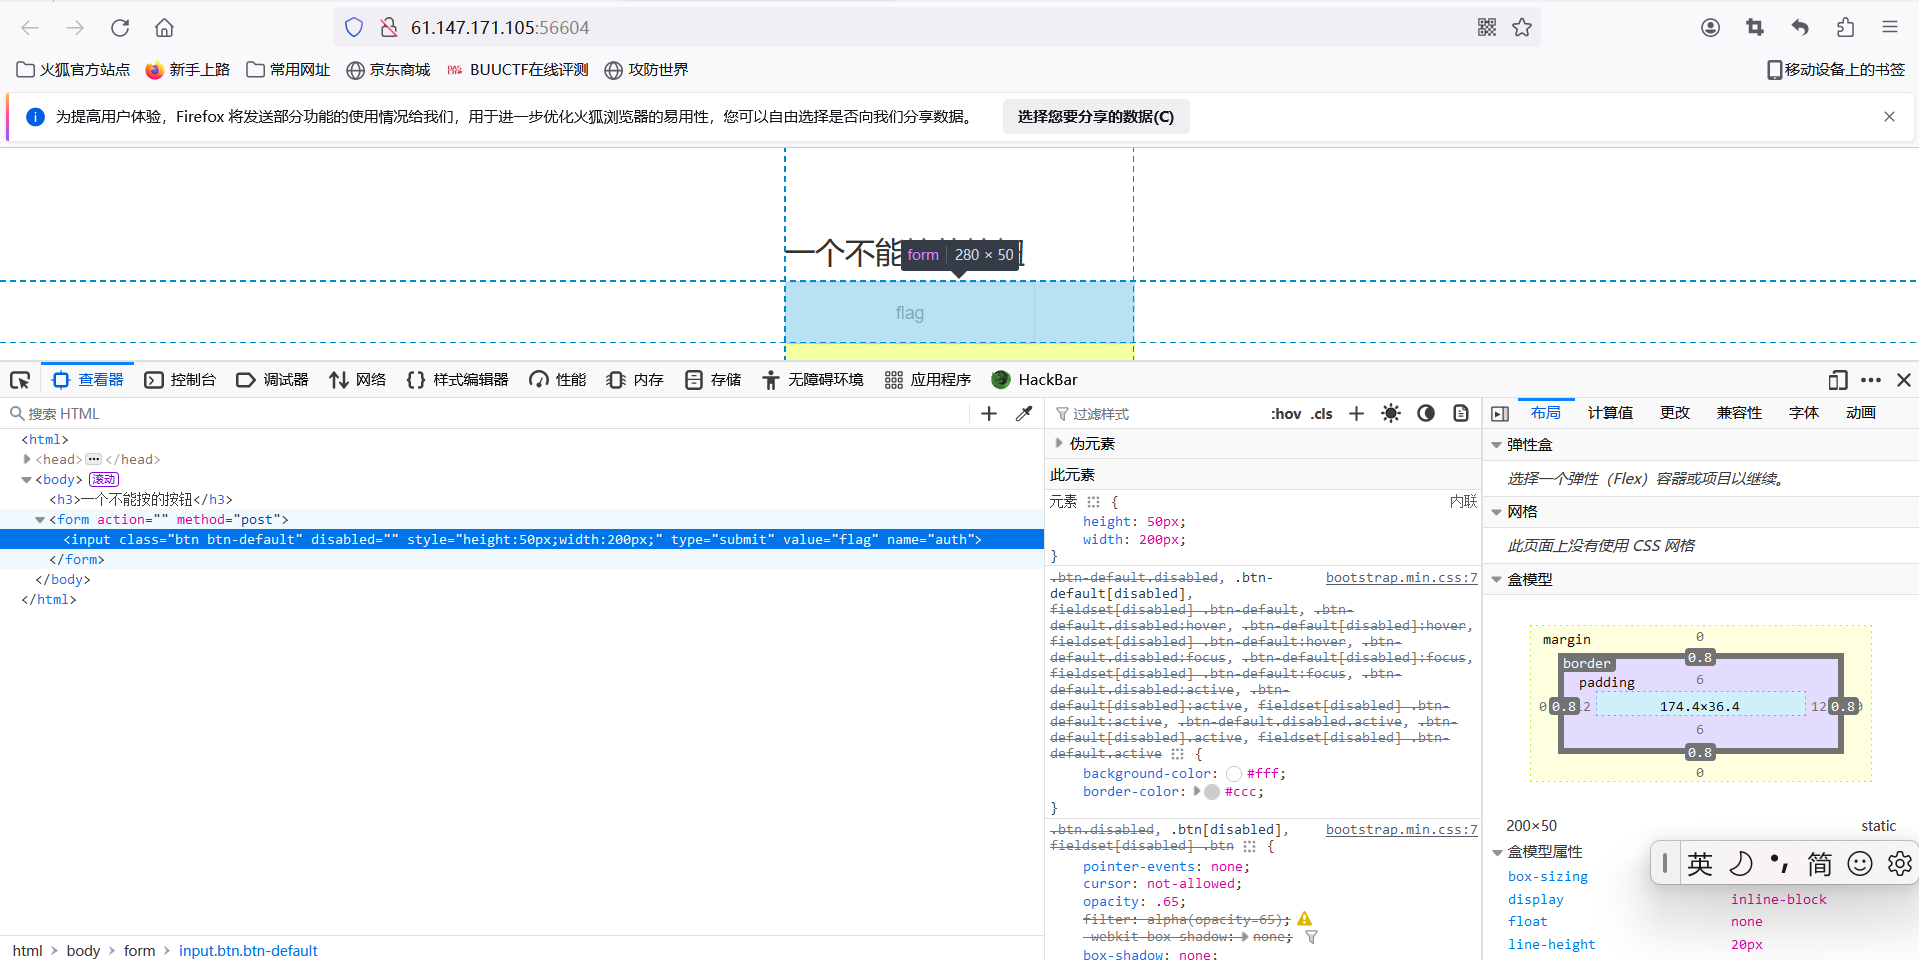 61.147.171.105:56604
火狐官方站点 新手上路 常用网址 京东商城 BUUCTF在线评测 攻防世界 移动设备上的书签
为提高用户体验，Firefox 将发送部分功能的使用情况给我们，用于进一步优化火狐浏览器的易用性，您可以自由选择是否向我们分享数据。 选择您要分享的数据(C)
一个不能
form 280 × 50
flag
查看器 控制台 调试器 网络 样式编辑器 性能 内存 存储 无障碍环境 应用程序 HackBar
搜索 HTML
<html>
<head> ··· </head>
<body> 滚动
<h3>一个不能按的按钮</h3>
<form action="" method="post">
<input class="btn btn-default" disabled="" style="height:50px;width:200px;" type="submit" value="flag" name="auth">
</form>
</body>
</html>
html > body > form > input.btn.btn-default
过滤样式 :hov .cls
伪元素
此元素
元素 { 内联
height: 50px;
width: 200px;
}
.btn-default.disabled, .btn- bootstrap.min.css:7
default[disabled],
fieldset[disabled] .btn-default, .btn-
default.disabled:hover, .btn-default[disabled]:hover,
fieldset[disabled] .btn-default:hover, .btn-
default.disabled:focus, .btn-default[disabled]:focus,
fieldset[disabled] .btn-default:focus, .btn-
default.disabled:active, .btn-
default[disabled]:active, fieldset[disabled] .btn-
default:active, .btn-default.disabled.active, .btn-
default[disabled].active, fieldset[disabled] .btn-
default.active {
background-color: #fff;
border-color: #ccc;
}
.btn.disabled, .btn[disabled], bootstrap.min.css:7
fieldset[disabled] .btn {
pointer-events: none;
cursor: not-allowed;
opacity: .65;
filter: alpha(opacity=65);
-webkit-box-shadow: none;
box-shadow: none;
布局 计算值 更改 兼容性 字体 动画
弹性盒
选择一个弹性（Flex）容器或项目以继续。
网格
此页面上没有使用 CSS 网格
盒模型
margin 0
border 0.8
padding 6
0 0.8 174.4×36.4 12 0.8
6
0.8
0
200×50 static
盒模型属性
box-sizing
display inline-block
float none
line-height 20px
英 简